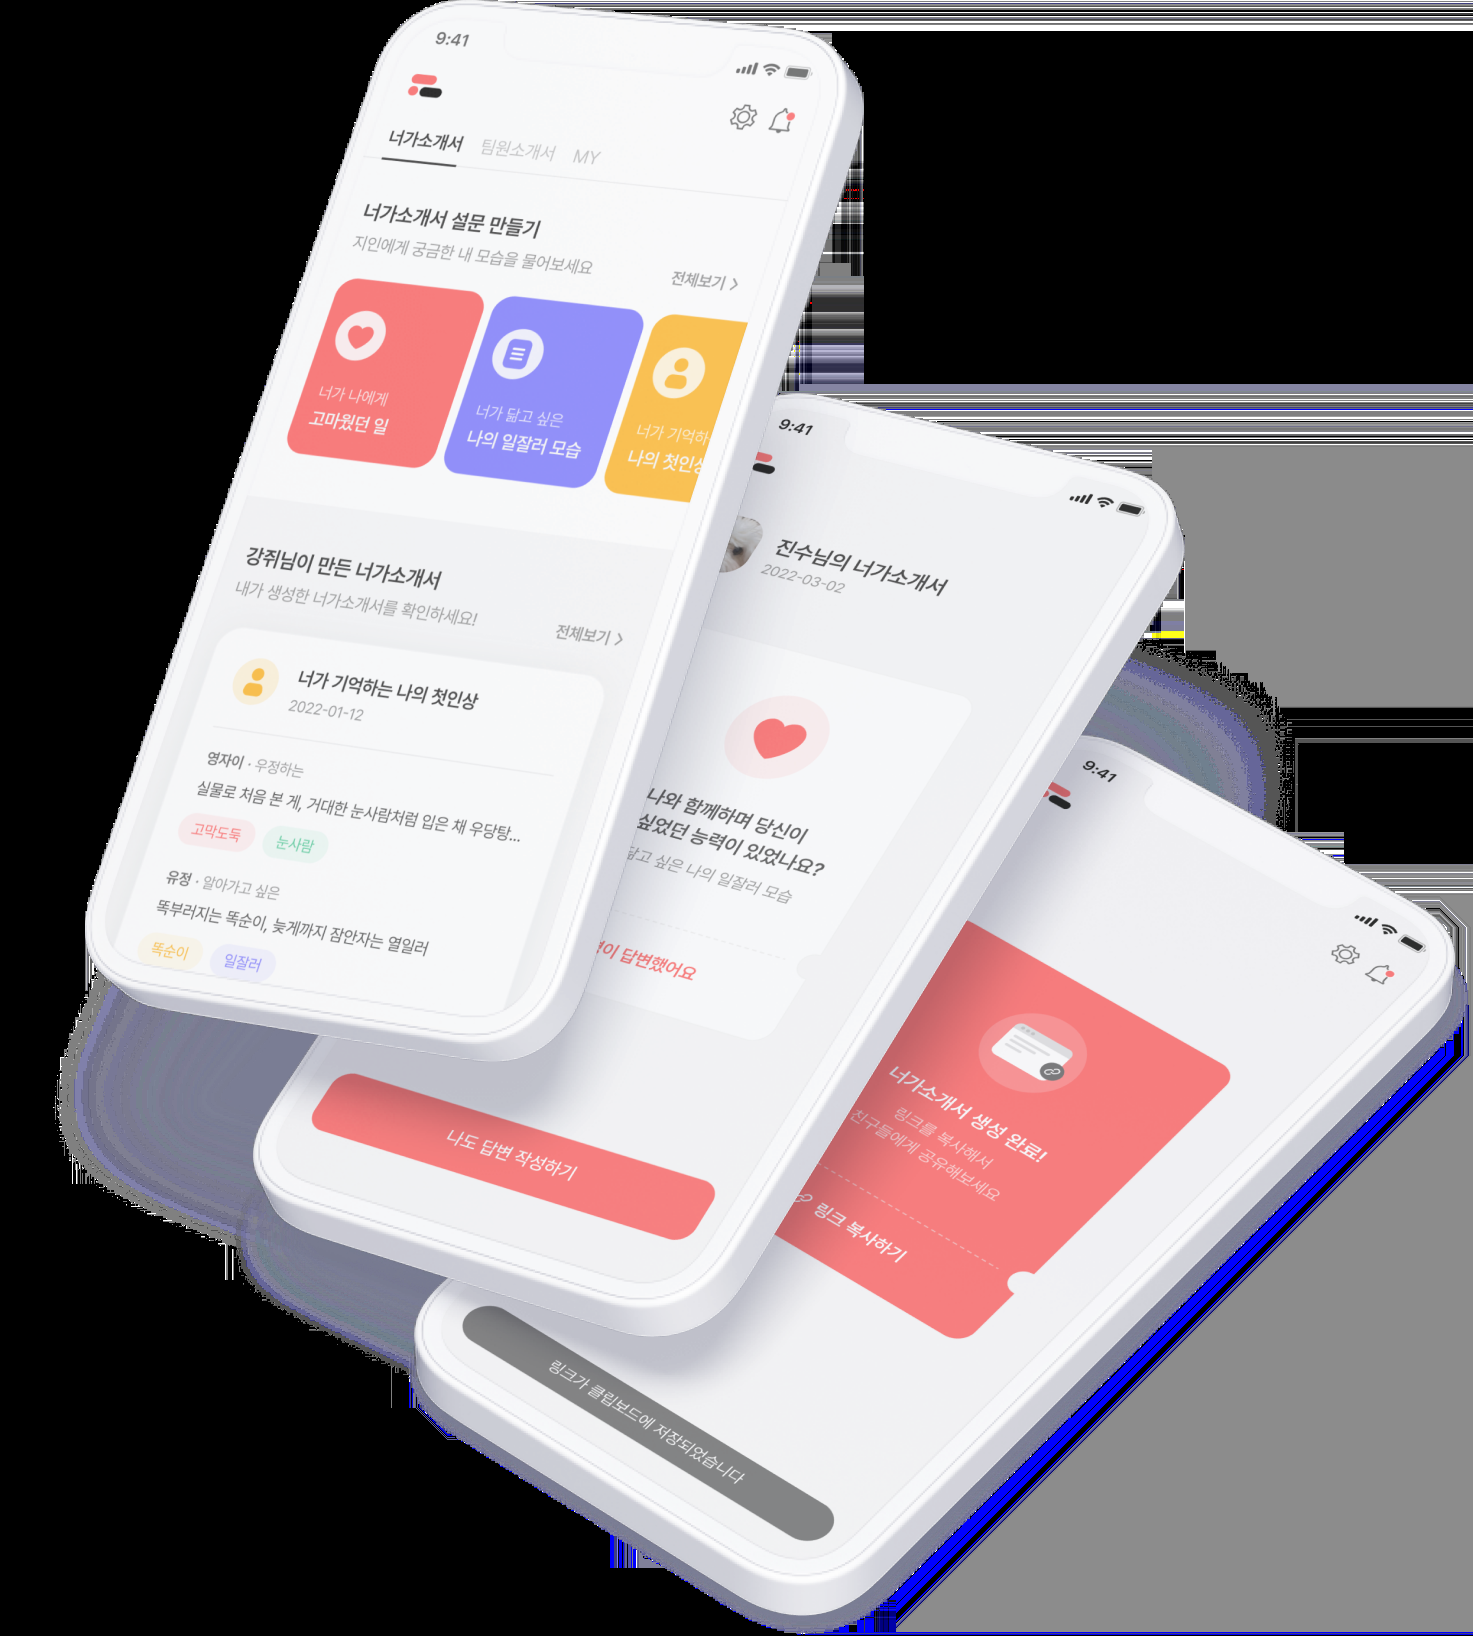 9:41
너가소개서 팀원소개서 MY
너가소개서 설문 만들기
지인에게 궁금한 내 모습을 물어보세요
전체보기
너가 나에게
고마웠던 일
너가 닮고 싶은
나의 일잘러 모습
너가 기억하
나의 첫인상
강쥐님이 만든 너가소개서
내가 생성한 너가소개서를 확인하세요!
전체보기
너가 기억하는 나의 첫인상
2022-01-12
영자이 · 우정하는
실물로 처음 본 게, 거대한 눈사람처럼 입은 채 우당탕...
고막도둑 눈사람
유정 · 알아가고 싶은
똑부러지는 똑순이, 늦게까지 잠안자는 열일러
똑순이 일잘러
9:41
진수님의 너가소개서
2022-03-02
나와 함께하며 당신이
싶었던 능력이 있었나요?
닮고 싶은 나의 일잘러 모습
이 답변했어요
나도 답변 작성하기
9:41
너가소개서 생성 완료!
링크를 복사해서
친구들에게 공유해보세요
링크 복사하기
링크가 클립보드에 저장되었습니다